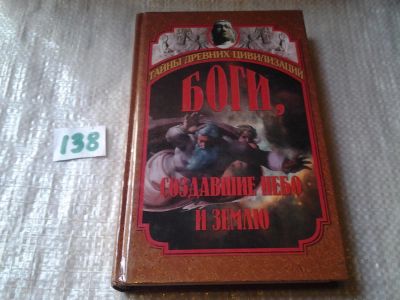 ТАЙНЫ ДРЕВНИХ ЦИВИЛИЗАЦИЙ
БОГИ,
СОЗДАВШИЕ НЕБО
И ЗЕМЛЮ
138